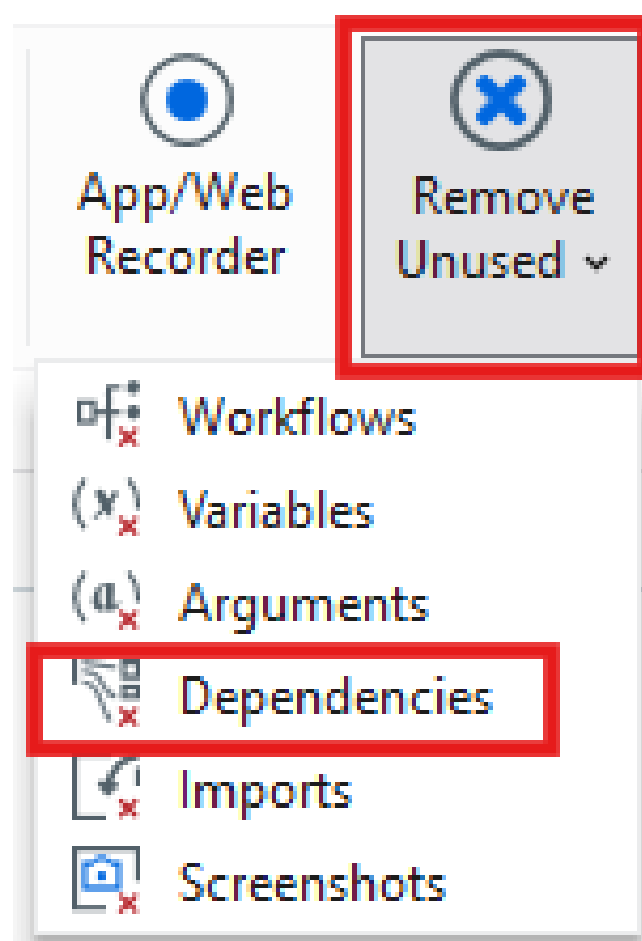 App/Web
Recorder
Remove
Unused
Workflows
Variables
Arguments
Dependencies
Imports
Screenshots